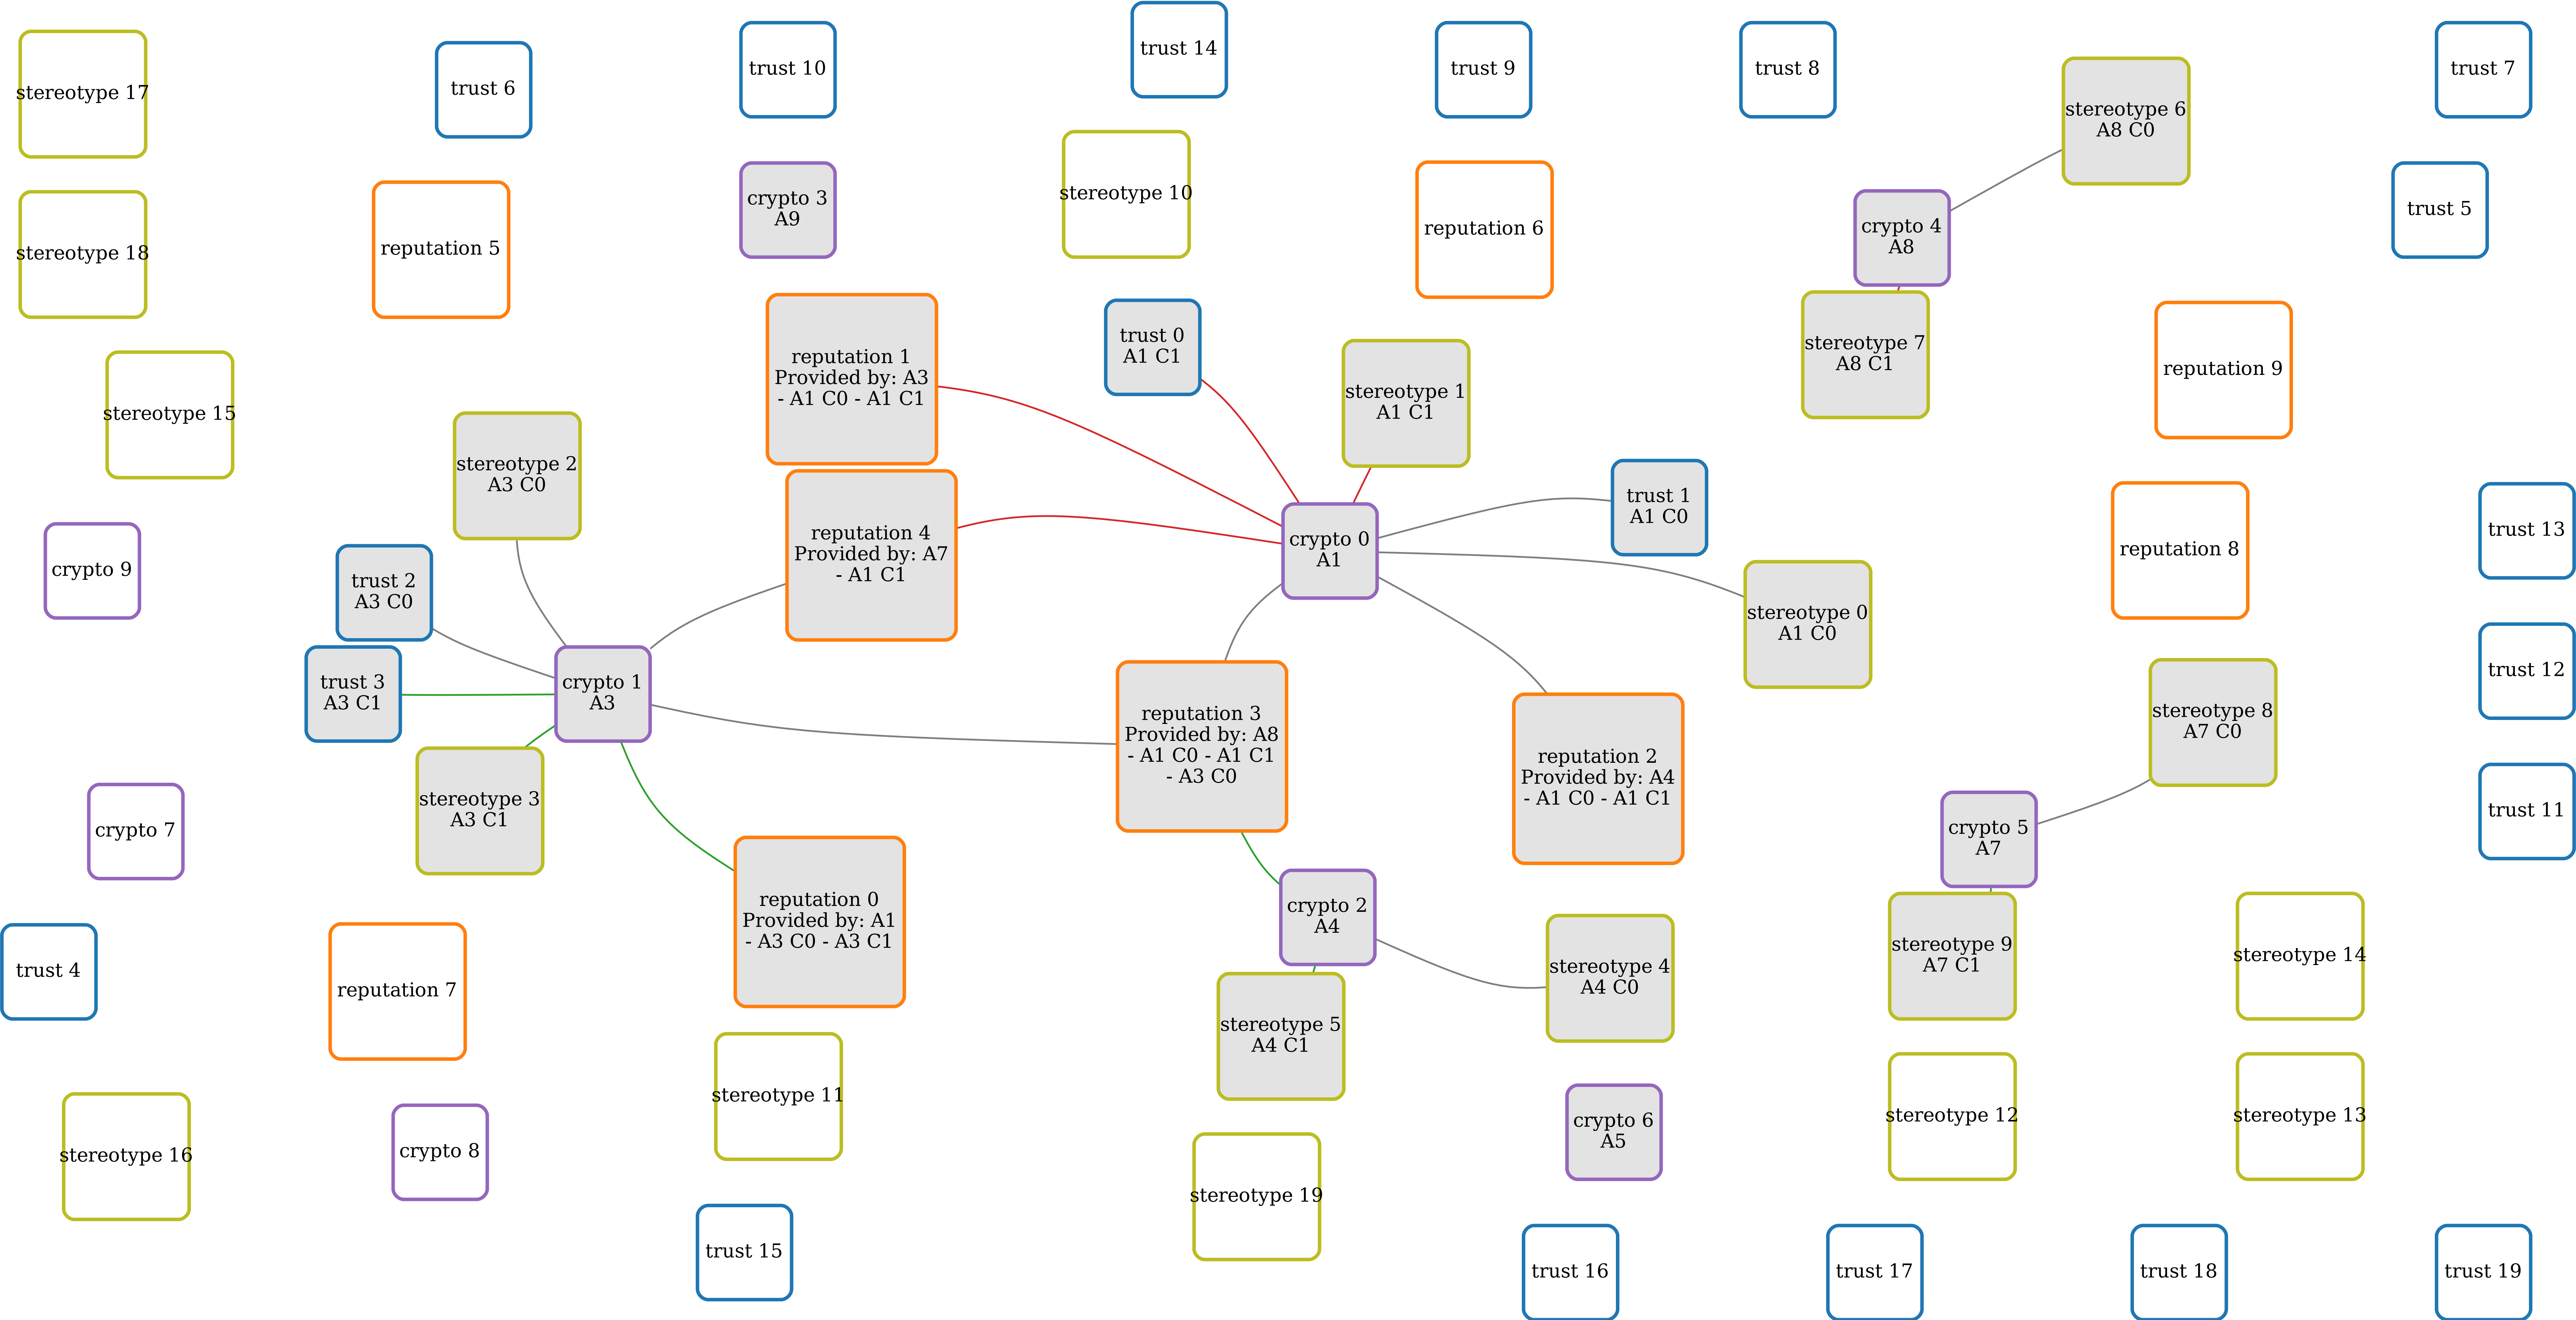 trust 14
trust 10
trust 9
trust 8
trust 7
trust 6
stereotype 17
stereotype 6
A8 C0
stereotype 10
crypto 3
A9
trust 5
reputation 6
crypto 4
A8
reputation 5
stereotype 18
trust 0
A1 C1
stereotype 7
A8 C1
reputation 1
Provided by: A3
- A1 C0 - A1 C1
reputation 9
stereotype 1
A1 C1
stereotype 15
stereotype 2
A3 C0
trust 1
A1 C0
trust 13
reputation 4
Provided by: A7
- A1 C1
crypto 0
A1
reputation 8
crypto 9
trust 2
A3 C0
stereotype 0
A1 C0
trust 12
trust 3
A3 C1
crypto 1
A3
reputation 3
Provided by: A8
- A1 C0 - A1 C1
- A3 C0
stereotype 8
A7 C0
reputation 2
Provided by: A4
- A1 C0 - A1 C1
stereotype 3
A3 C1
trust 11
crypto 7
crypto 5
A7
reputation 0
Provided by: A1
- A3 C0 - A3 C1
crypto 2
A4
stereotype 9
A7 C1
stereotype 14
stereotype 4
A4 C0
trust 4
reputation 7
stereotype 5
A4 C1
stereotype 11
stereotype 12
stereotype 13
crypto 6
A5
crypto 8
stereotype 16
stereotype 19
trust 15
trust 16
trust 17
trust 18
trust 19